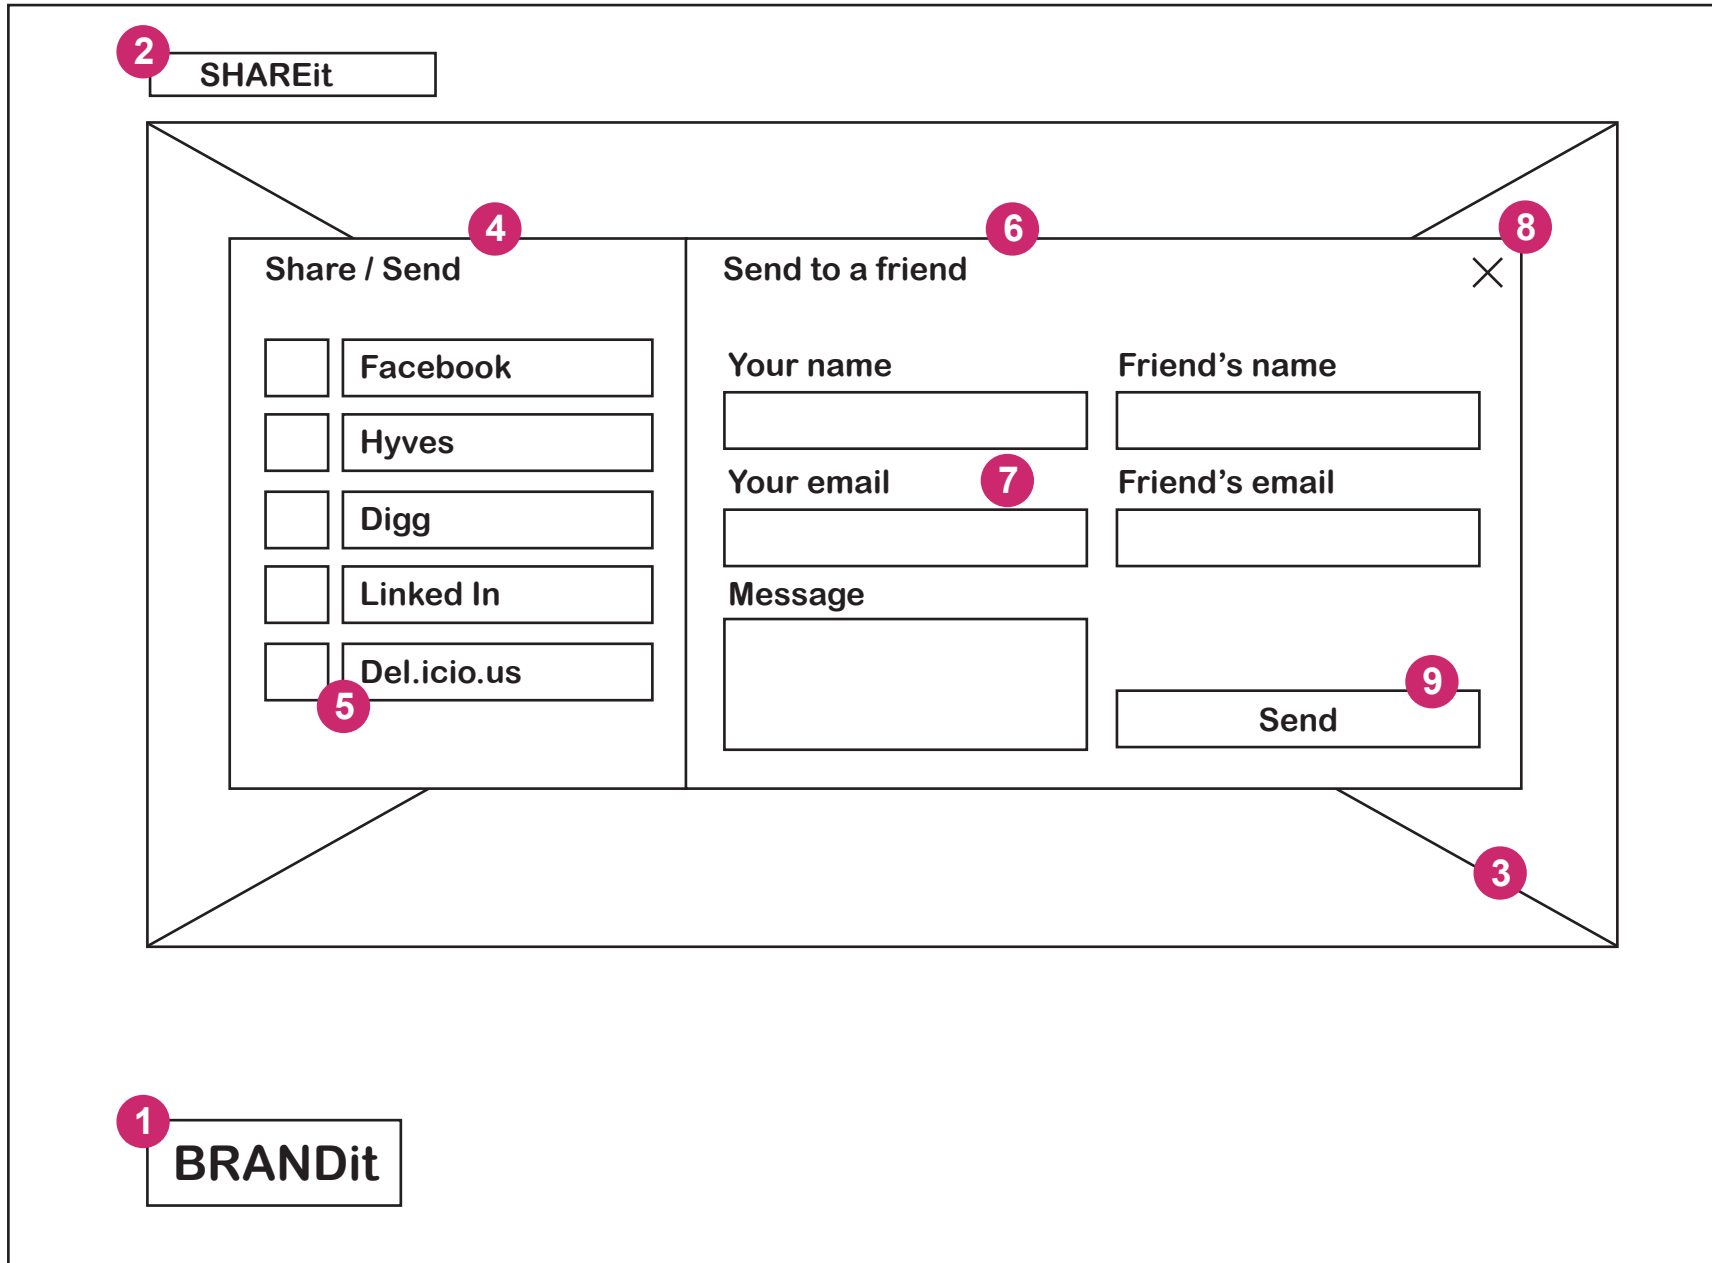 2
SHAREit
4
6
8
Share / Send
Send to a friend
Facebook
Hyves
Digg
Linked In
Del.icio.us
5
Your name
Friend’s name
Your email
7
Friend’s email
Message
9
Send
3
1
BRANDit